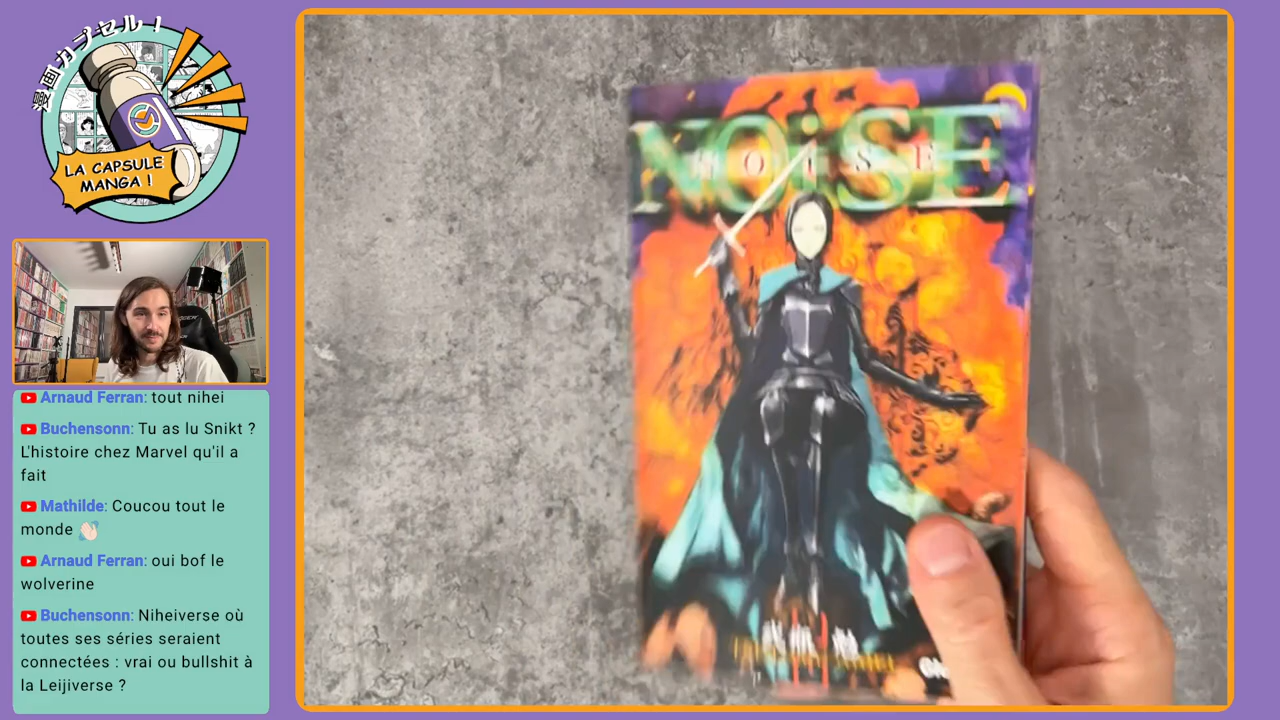 漫画カプセル!
LA CAPSULE
MANGA !
Arnaud Ferran: tout nihei
Buchensonn: Tu as lu Snikt ?
L'histoire chez Marvel qu'il a
fait
Mathilde: Coucou tout le
monde 👋🏻
Arnaud Ferran: oui bof le
wolverine
Buchensonn: Niheiverse où
toutes ses séries seraient
connectées : vrai ou bullshit à
la Leijiverse ?
NOiSE
NOISE